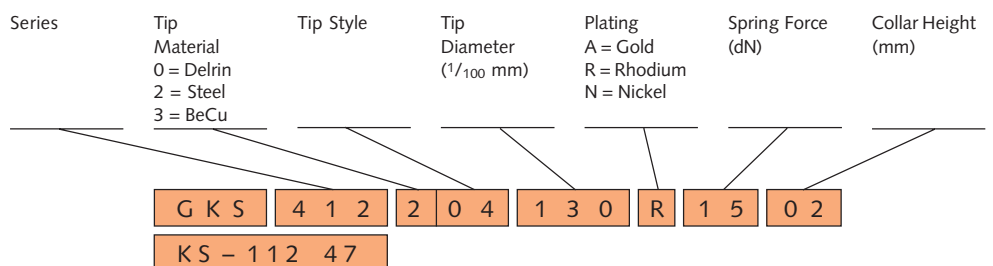 Series
Tip
Material
0 = Delrin
2 = Steel
3 = BeCu
Tip Style
Tip
Diameter
(1/100 mm)
Plating
A = Gold
R = Rhodium
N = Nickel
Spring Force
(dN)
Collar Height
(mm)
GKS 412 2 04 130 R 15 02
KS – 112 47